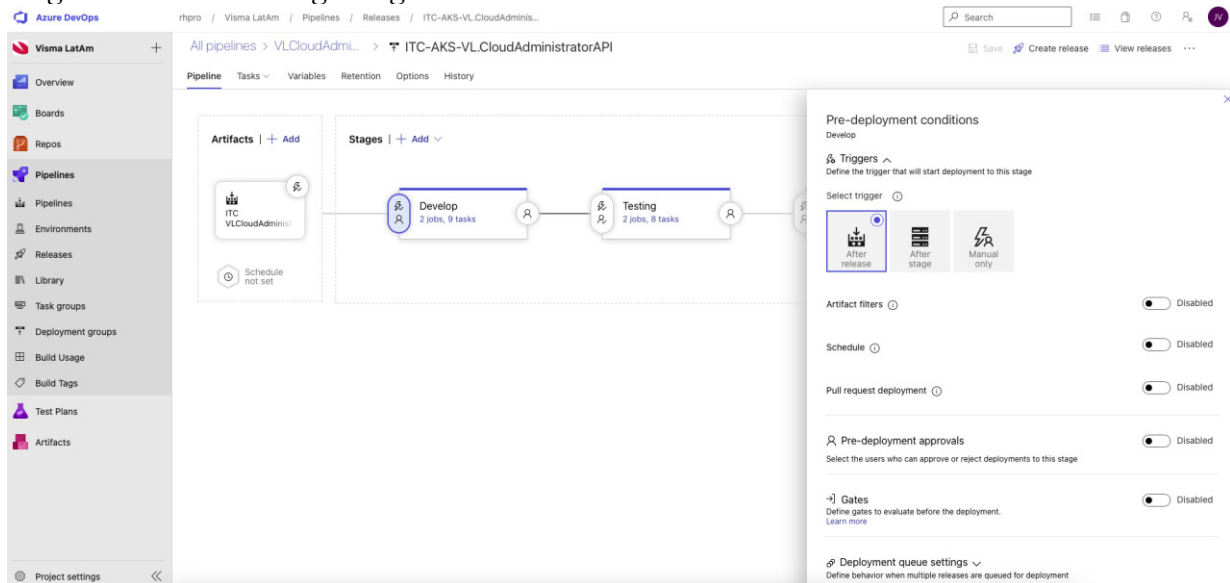 Azure DevOps
rhpro / Visma LatAm / Pipelines / Releases / ITC-AKS-VL.CloudAdminis...
Search
JV
Visma LatAm
All pipelines > VLCloudAdmi... > ITC-AKS-VL.CloudAdministratorAPI
Save Create release View releases ...
Pipeline Tasks Variables Retention Options History
Overview
Boards
Repos
Pipelines
Pipelines
Environments
Releases
Library
Task groups
Deployment groups
Build Usage
Build Tags
Test Plans
Artifacts
Project settings
Artifacts | + Add
Stages | + Add
ITC
VLCloudAdminist
Schedule
not set
Develop
2 jobs, 9 tasks
Testing
2 jobs, 8 tasks
Pre-deployment conditions
Develop
Triggers
Define the trigger that will start deployment to this stage
Select trigger
After
release
After
stage
Manual
only
Artifact filters
Disabled
Schedule
Disabled
Pull request deployment
Disabled
Pre-deployment approvals
Disabled
Select the users who can approve or reject deployments to this stage
Gates
Disabled
Define gates to evaluate before the deployment.
Learn more
Deployment queue settings
Define behavior when multiple releases are queued for deployment